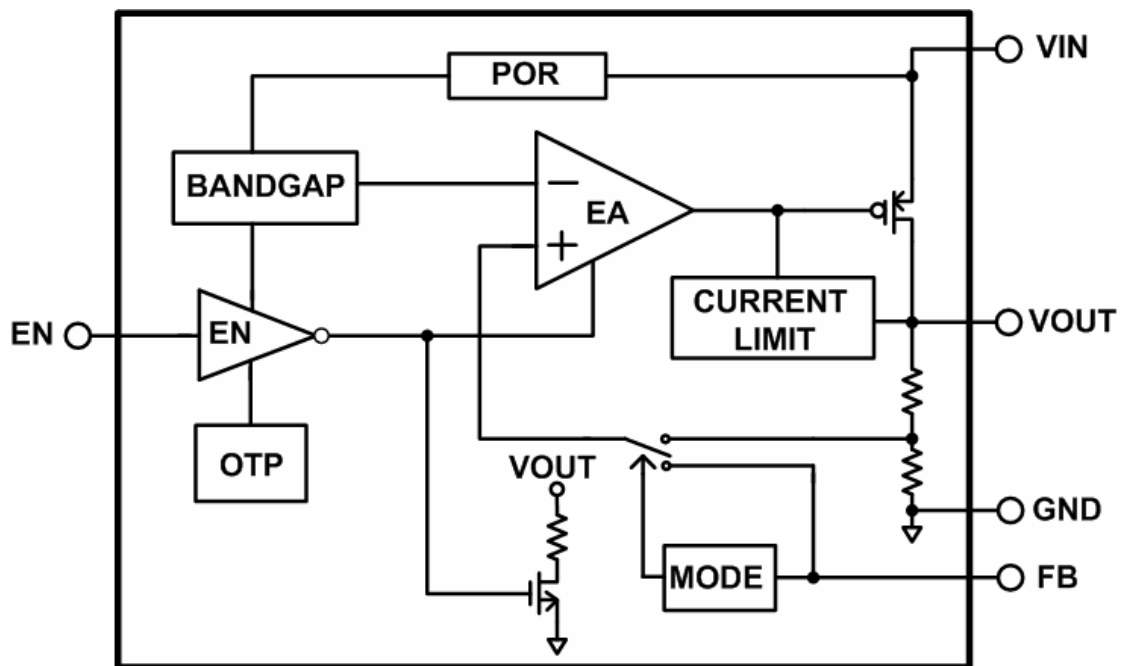 VIN
POR
BANDGAP
−
EA
+
EN
EN
CURRENT
LIMIT
VOUT
OTP
VOUT
GND
MODE
FB